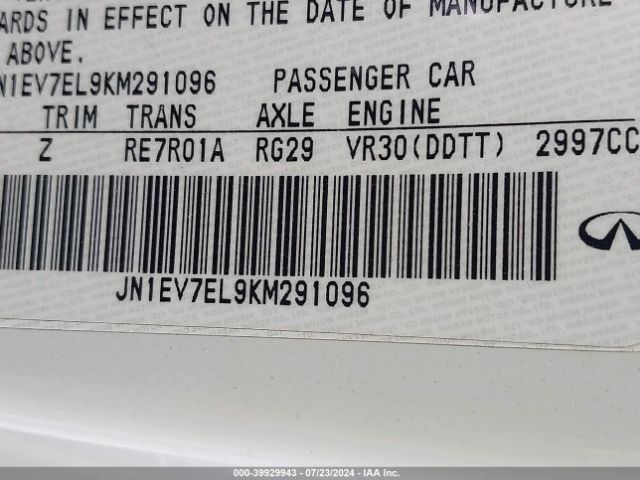 ARDS IN EFFECT ON THE DATE OF MANUFACTURE
ABOVE.
N1EV7EL9KM291096 PASSENGER CAR
TRIM TRANS AXLE ENGINE
Z RE7R01A RG29 VR30(DDTT) 2997CC
JN1EV7EL9KM291096
000-39929943 / 07/23/2024 - IAA Inc.